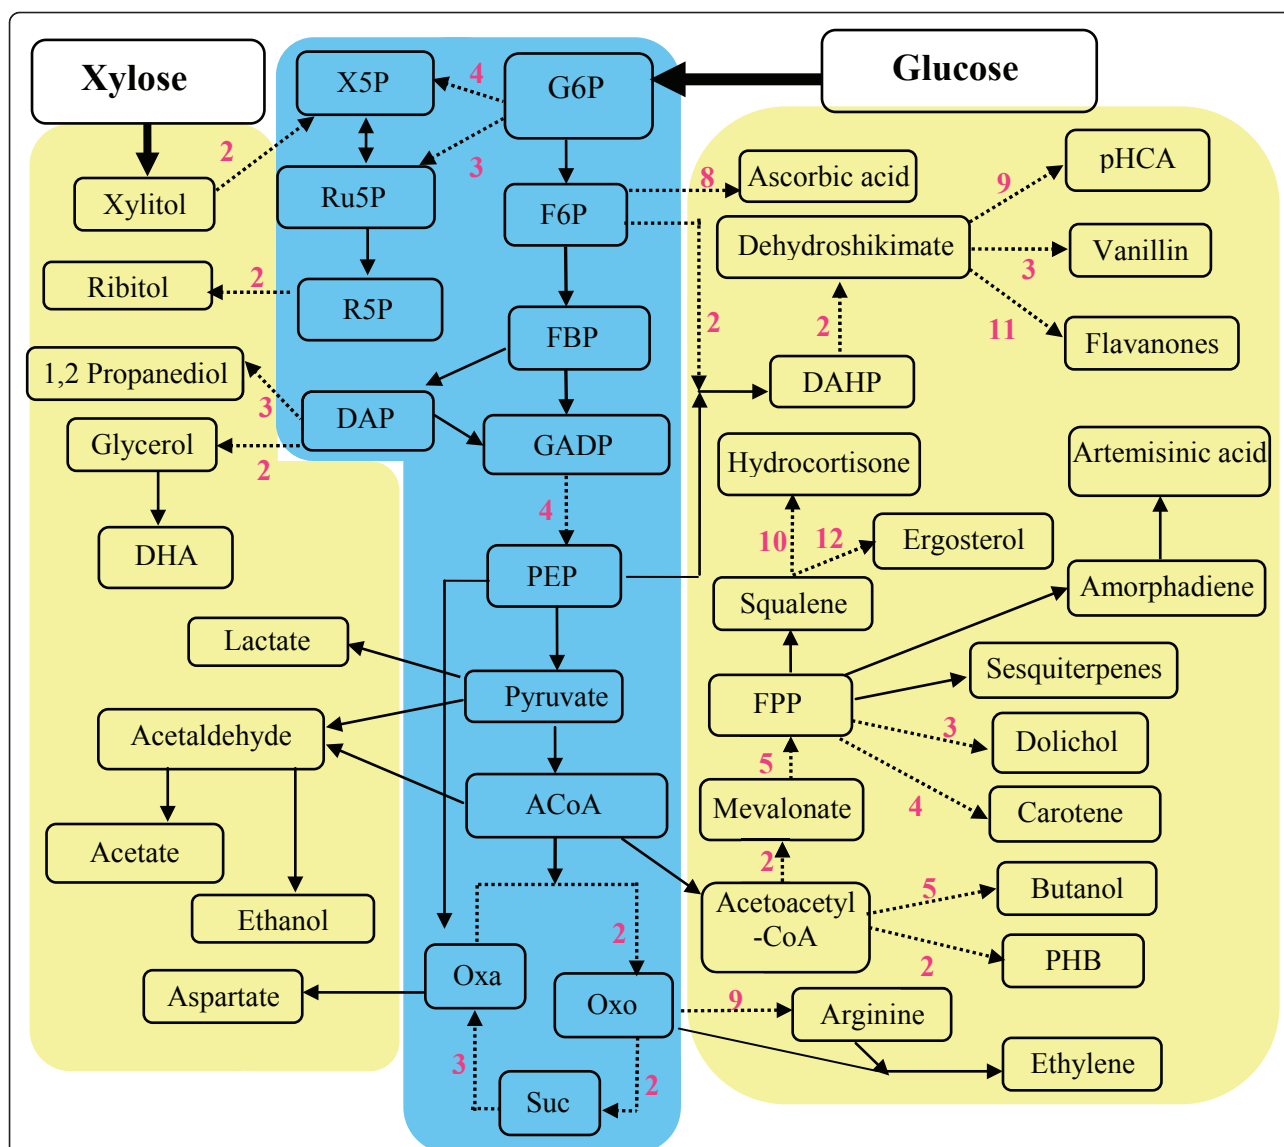 Xylose
Glucose
X5P
4
G6P
2
3
pHCA
Xylitol
Ru5P
F6P
8
Ascorbic acid
9
Dehydroshikimate
Vanillin
3
Ribitol
2
R5P
2
2
11
FBP
Flavanones
1,2 Propanediol
3
DAP
DAHP
Glycerol
2
GADP
Hydrocortisone
Artemisinic acid
4
DHA
10
12
Ergosterol
PEP
Squalene
Amorphadiene
Lactate
Pyruvate
FPP
Sesquiterpenes
Acetaldehyde
3
Dolichol
5
4
ACoA
Mevalonate
Carotene
Acetate
2
Ethanol
Acetoacetyl
-CoA
5
Butanol
2
2
PHB
Aspartate
Oxa
Oxo
9
Arginine
3
2
Suc
Ethylene